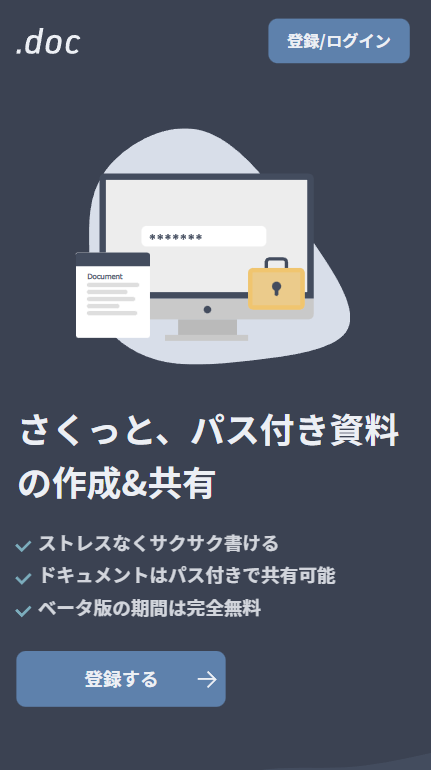 .doc
登録/ログイン
*******
Document
さくっと、パス付き資料
の作成&共有
ストレスなくサクサク書ける
ドキュメントはパス付きで共有可能
ベータ版の期間は完全無料
登録する